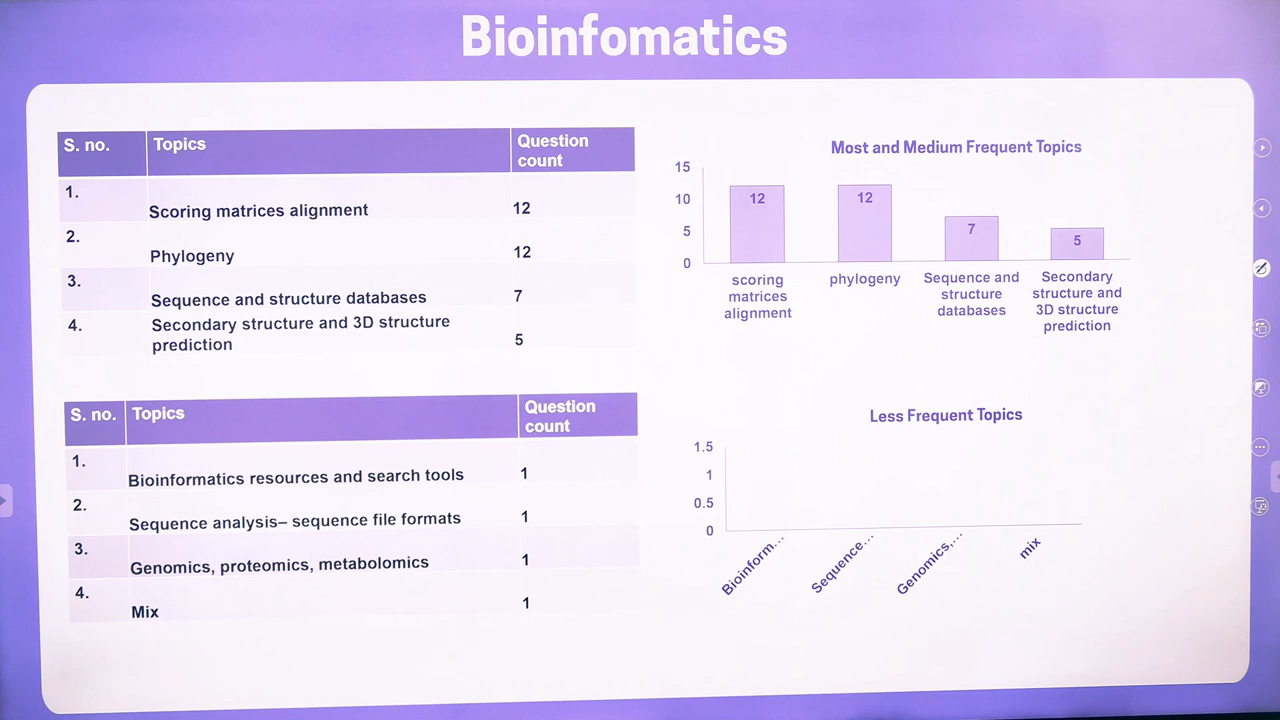 Bioinfomatics
S. no. Topics Question
count
1.
Scoring matrices alignment 12
2.
Phylogeny 12
3.
Sequence and structure databases 7
4. Secondary structure and 3D structure
prediction 5
S. no. Topics Question
count
1.
Bioinformatics resources and search tools 1
2.
Sequence analysis– sequence file formats 1
3.
Genomics, proteomics, metabolomics 1
4.
Mix 1
Most and Medium Frequent Topics
15
10
5
0
12
12
7
5
scoring
matrices
alignment
phylogeny
Sequence and
structure
databases
Secondary
structure and
3D structure
prediction
Less Frequent Topics
1.5
1
0.5
0
Bioinform...
Sequence...
Genomics,...
mix